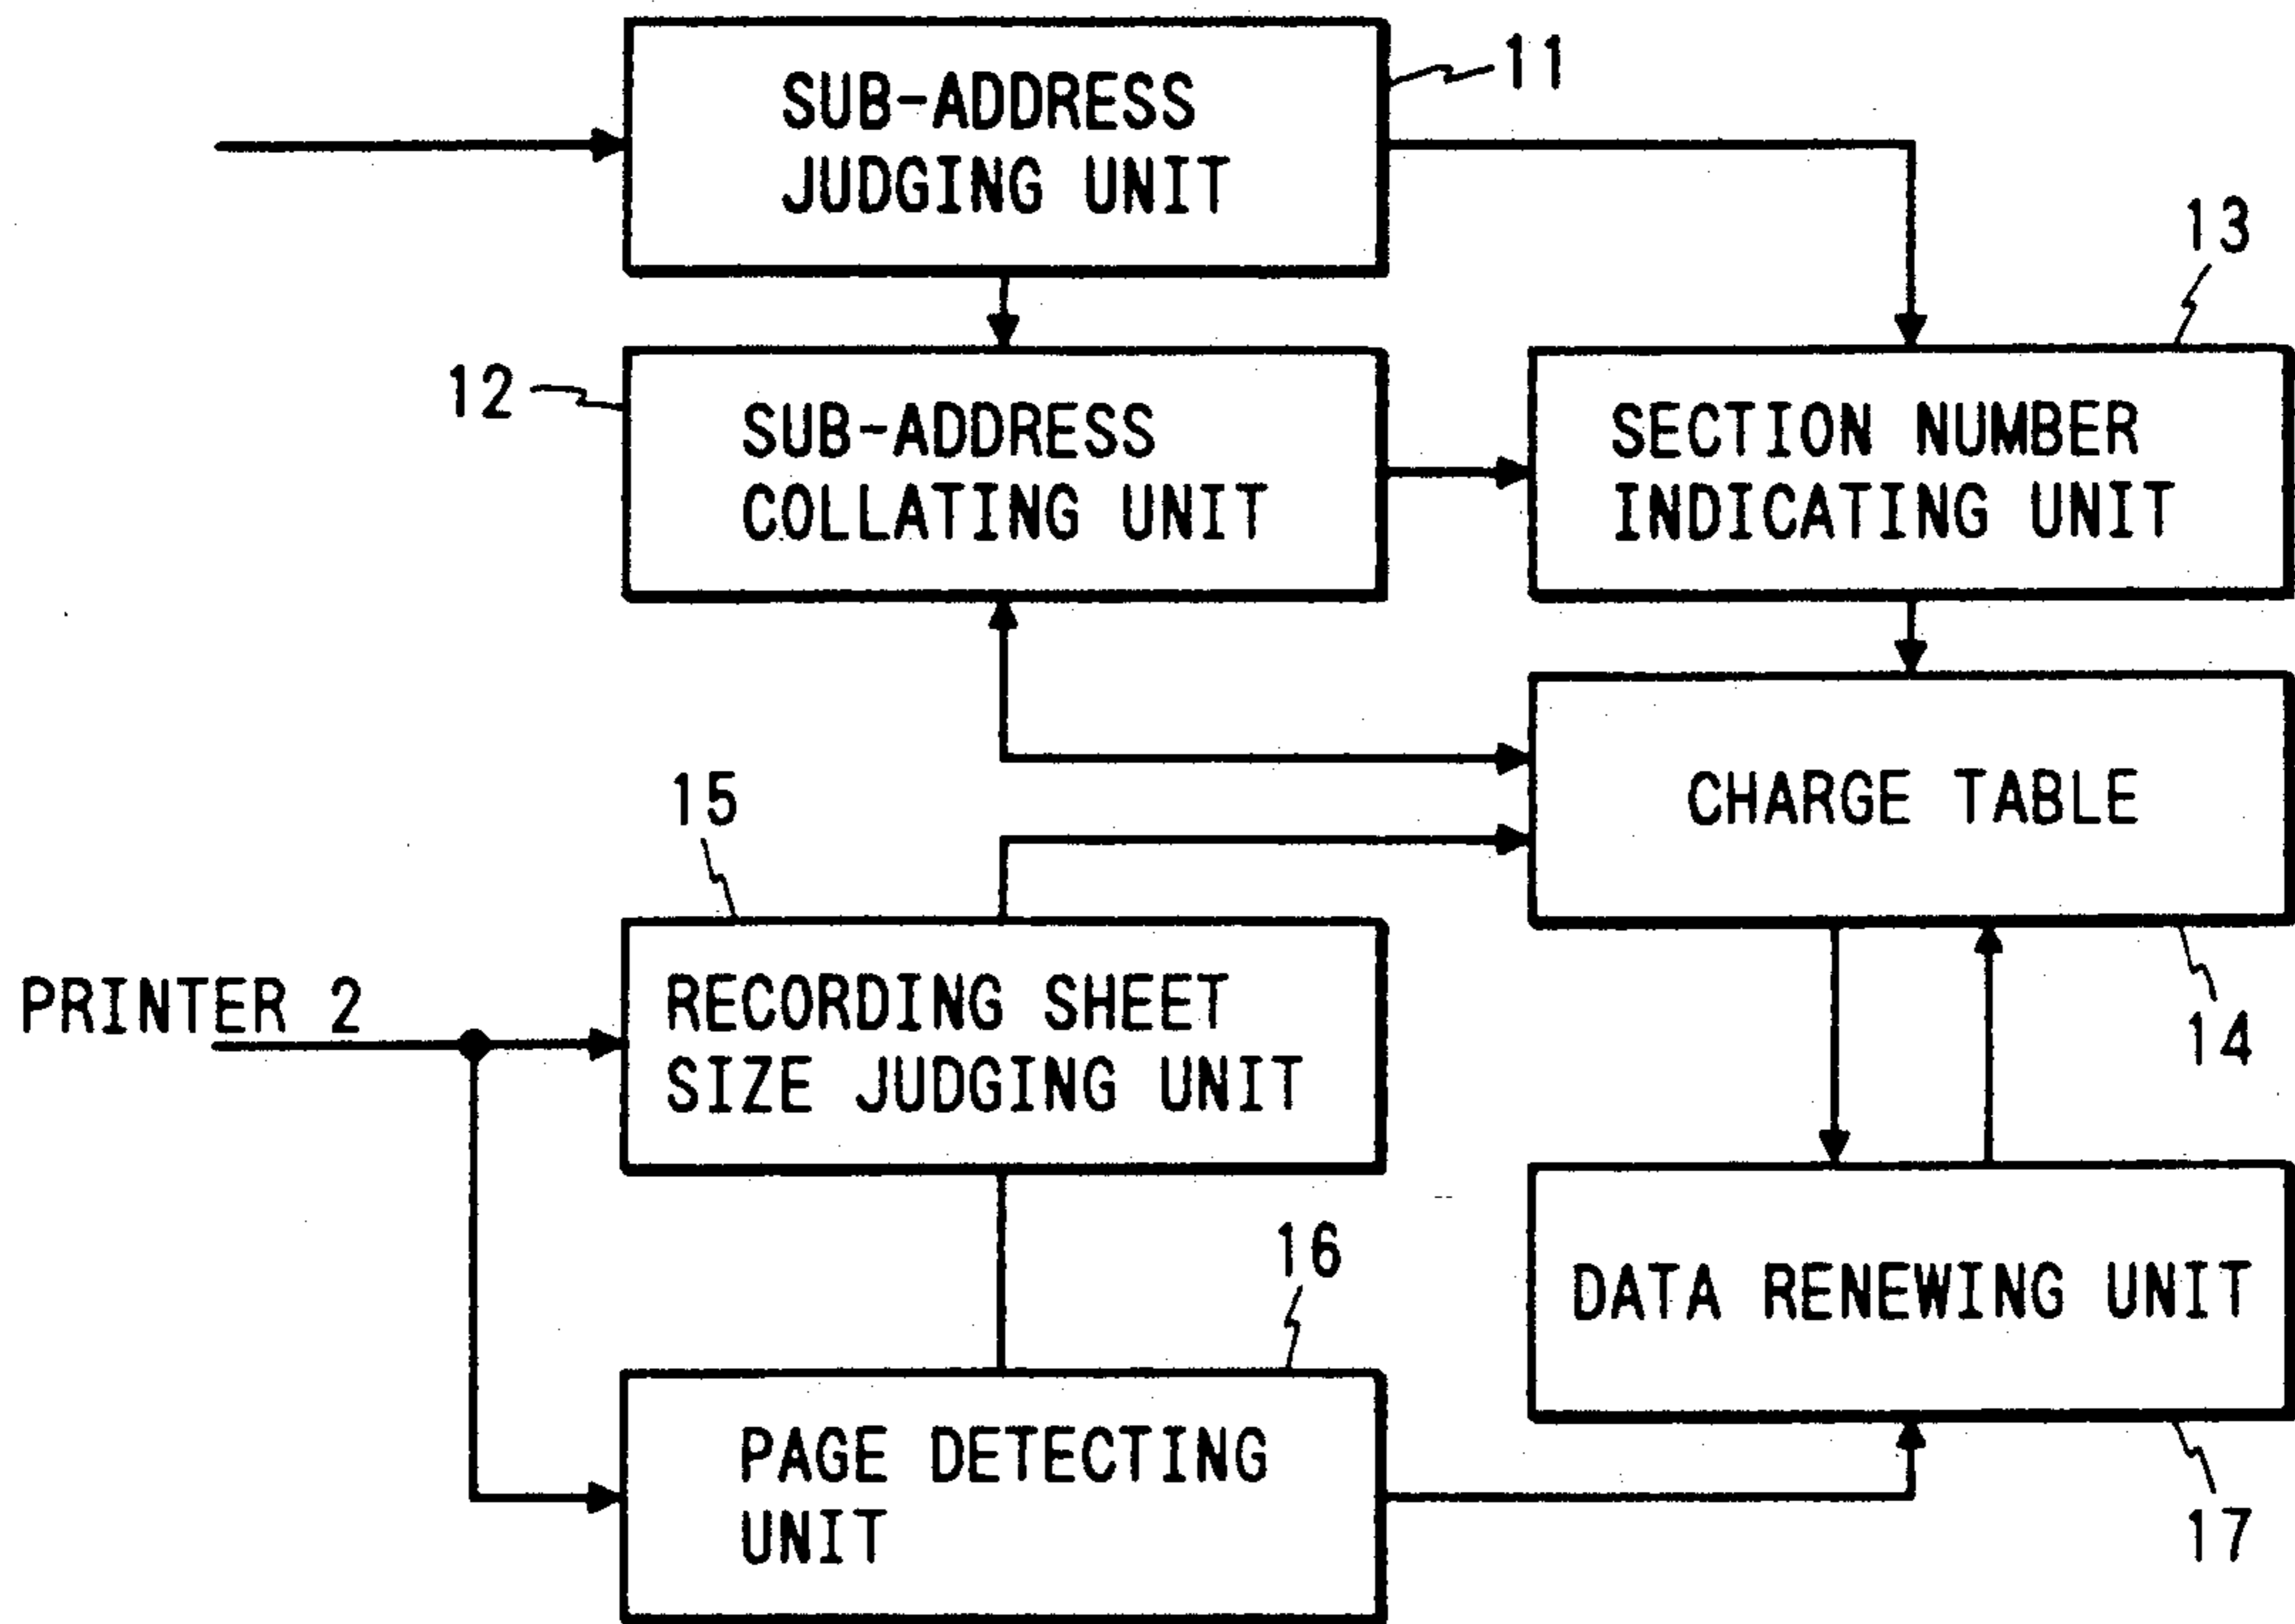 SUB-ADDRESS
JUDGING UNIT
11
12
SUB-ADDRESS
COLLATING UNIT
13
SECTION NUMBER
INDICATING UNIT
CHARGE TABLE
14
15
PRINTER 2
RECORDING SHEET
SIZE JUDGING UNIT
16
DATA RENEWING UNIT
17
PAGE DETECTING
UNIT